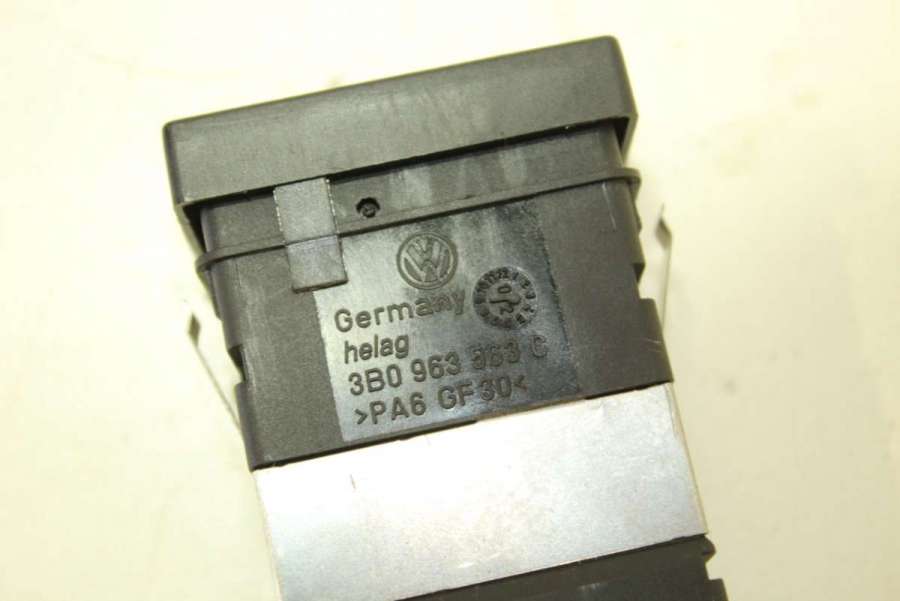 Germany
helag
3B0 963 563 C
>PA6 GF30<